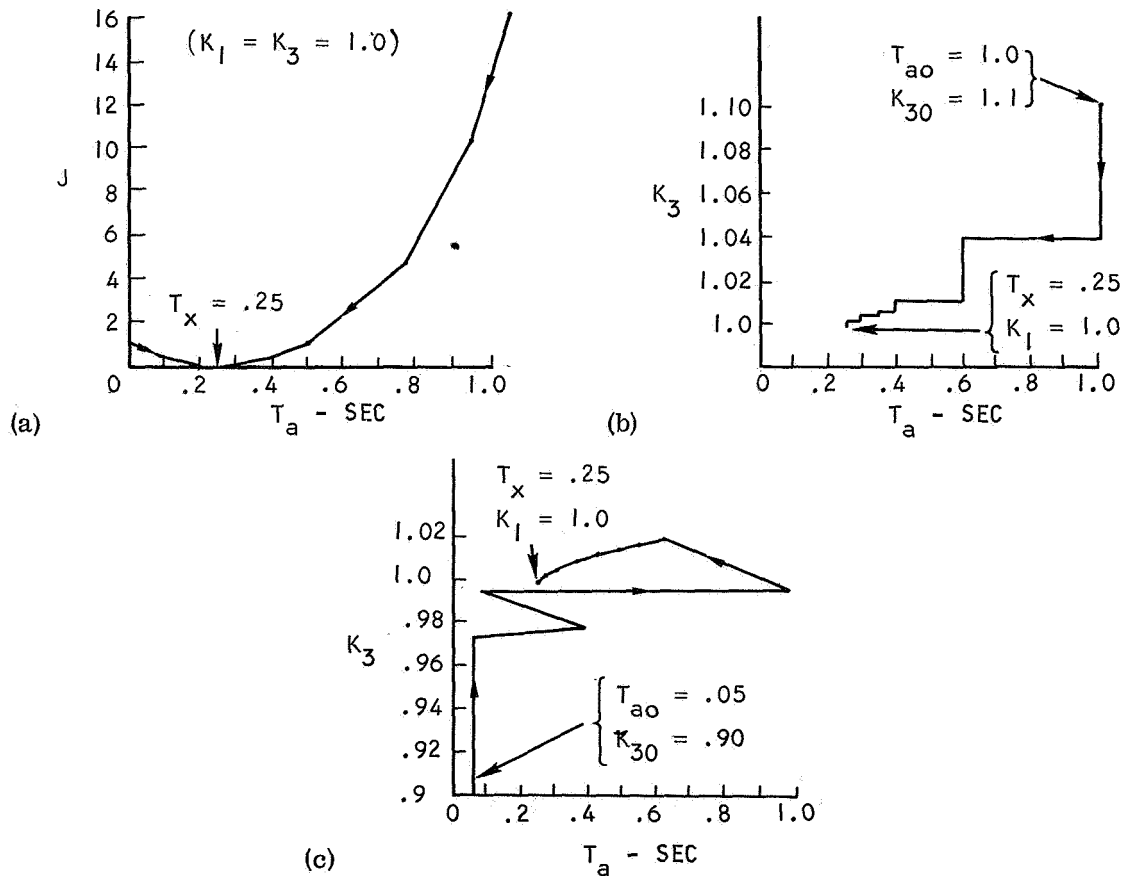 16
14
12
10
8
6
4
2
J
(K1 = K3 = 1.0)
Tx = .25
0 .2 .4 .6 .8 1.0
Ta - SEC
(a)
1.10
1.08
1.06
1.04
1.02
1.0
K3
Tao = 1.0
K30 = 1.1
Tx = .25
K1 = 1.0
0 .2 .4 .6 .8 1.0
Ta - SEC
(b)
Tx = .25
K1 = 1.0
1.02
1.0
.98
.96
.94
.92
.9
K3
Tao = .05
K30 = .90
0 .2 .4 .6 .8 1.0
Ta - SEC
(c)